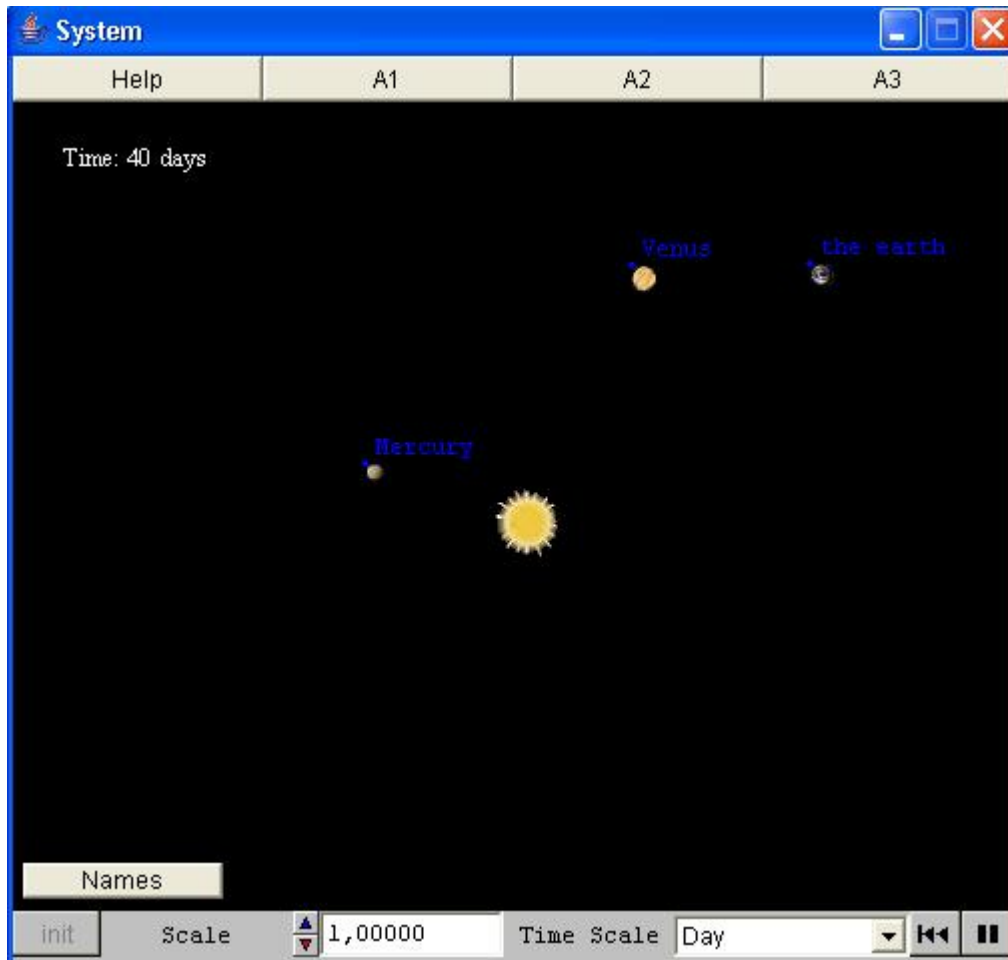 System
Help A1 A2 A3
Time: 40 days
Venus the earth
Mercury
Names
init Scale 1,00000 Time Scale Day